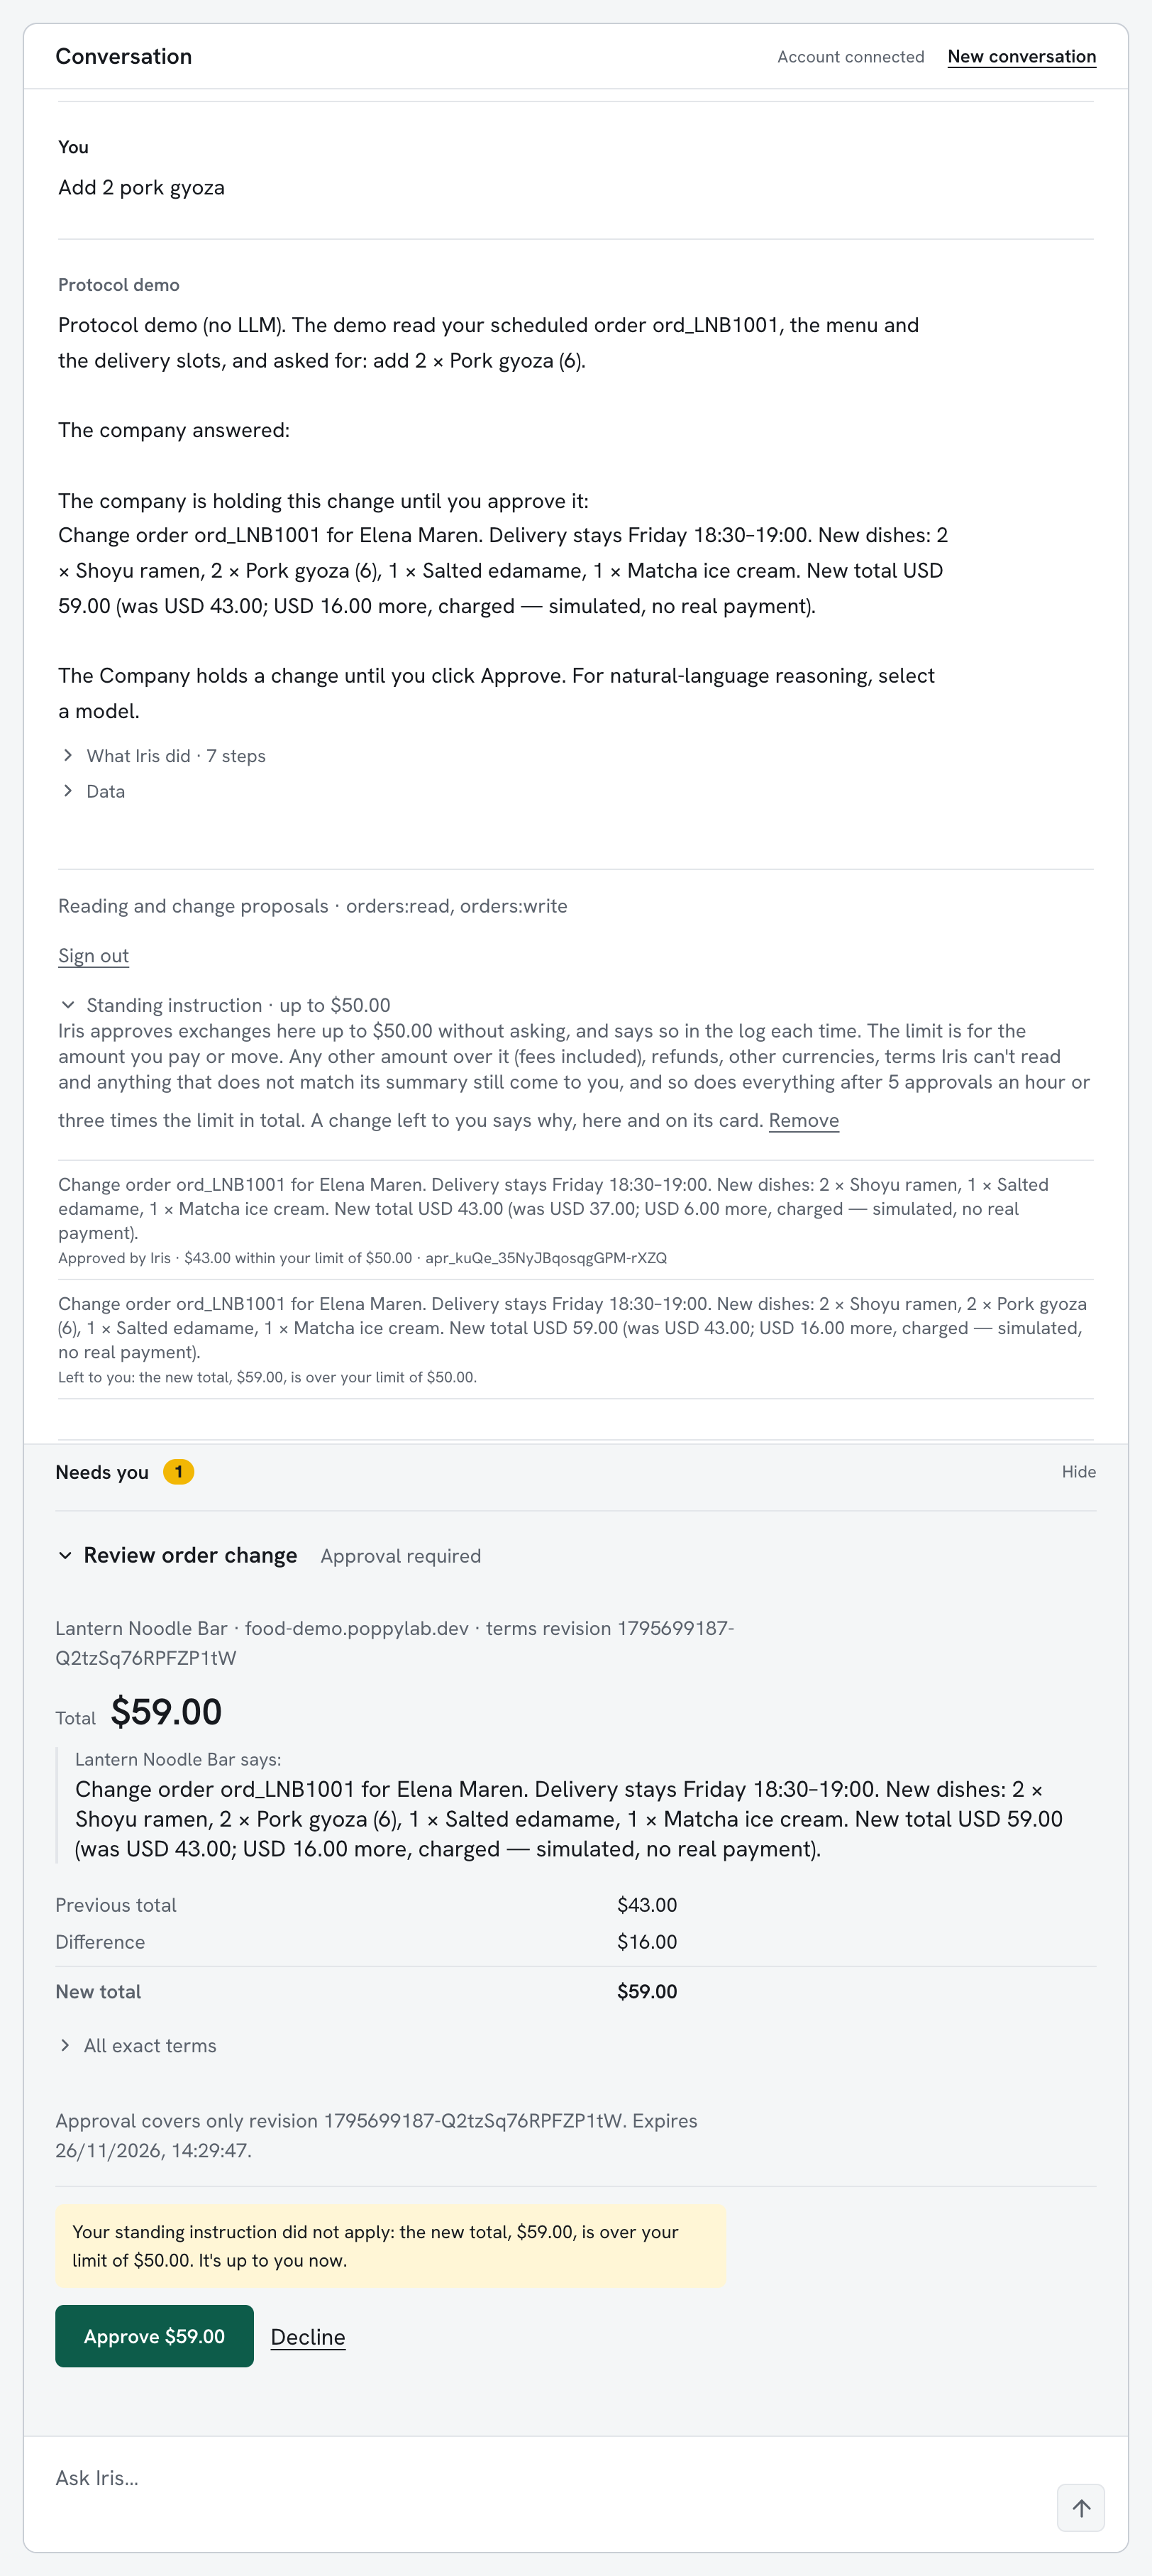 Conversation
Account connected
New conversation
You
Add 2 pork gyoza
Protocol demo
Protocol demo (no LLM). The demo read your scheduled order ord_LNB1001, the menu and
the delivery slots, and asked for: add 2 × Pork gyoza (6).
The company answered:
The company is holding this change until you approve it:
Change order ord_LNB1001 for Elena Maren. Delivery stays Friday 18:30–19:00. New dishes: 2
× Shoyu ramen, 2 × Pork gyoza (6), 1 × Salted edamame, 1 × Matcha ice cream. New total USD
59.00 (was USD 43.00; USD 16.00 more, charged — simulated, no real payment).
The Company holds a change until you click Approve. For natural-language reasoning, select
a model.
What Iris did · 7 steps
Data
Reading and change proposals · orders:read, orders:write
Sign out
Standing instruction · up to $50.00
Iris approves exchanges here up to $50.00 without asking, and says so in the log each time. The limit is for the
amount you pay or move. Any other amount over it (fees included), refunds, other currencies, terms Iris can't read
and anything that does not match its summary still come to you, and so does everything after 5 approvals an hour or
three times the limit in total. A change left to you says why, here and on its card. Remove
Change order ord_LNB1001 for Elena Maren. Delivery stays Friday 18:30–19:00. New dishes: 2 × Shoyu ramen, 1 × Salted
edamame, 1 × Matcha ice cream. New total USD 43.00 (was USD 37.00; USD 6.00 more, charged — simulated, no real
payment).
Approved by Iris · $43.00 within your limit of $50.00 · apr_kuQe_35NyJBqosqgGPM-rXZQ
Change order ord_LNB1001 for Elena Maren. Delivery stays Friday 18:30–19:00. New dishes: 2 × Shoyu ramen, 2 × Pork gyoza
(6), 1 × Salted edamame, 1 × Matcha ice cream. New total USD 59.00 (was USD 43.00; USD 16.00 more, charged — simulated,
no real payment).
Left to you: the new total, $59.00, is over your limit of $50.00.
Needs you 1
Hide
Review order change Approval required
Lantern Noodle Bar · food-demo.poppylab.dev · terms revision 1795699187-
Q2tzSq76RPFZP1tW
Total $59.00
Lantern Noodle Bar says:
Change order ord_LNB1001 for Elena Maren. Delivery stays Friday 18:30–19:00. New dishes: 2 ×
Shoyu ramen, 2 × Pork gyoza (6), 1 × Salted edamame, 1 × Matcha ice cream. New total USD 59.00
(was USD 43.00; USD 16.00 more, charged — simulated, no real payment).
Previous total $43.00
Difference $16.00
New total $59.00
All exact terms
Approval covers only revision 1795699187-Q2tzSq76RPFZP1tW. Expires
26/11/2026, 14:29:47.
Your standing instruction did not apply: the new total, $59.00, is over your
limit of $50.00. It's up to you now.
Approve $59.00
Decline
Ask Iris…